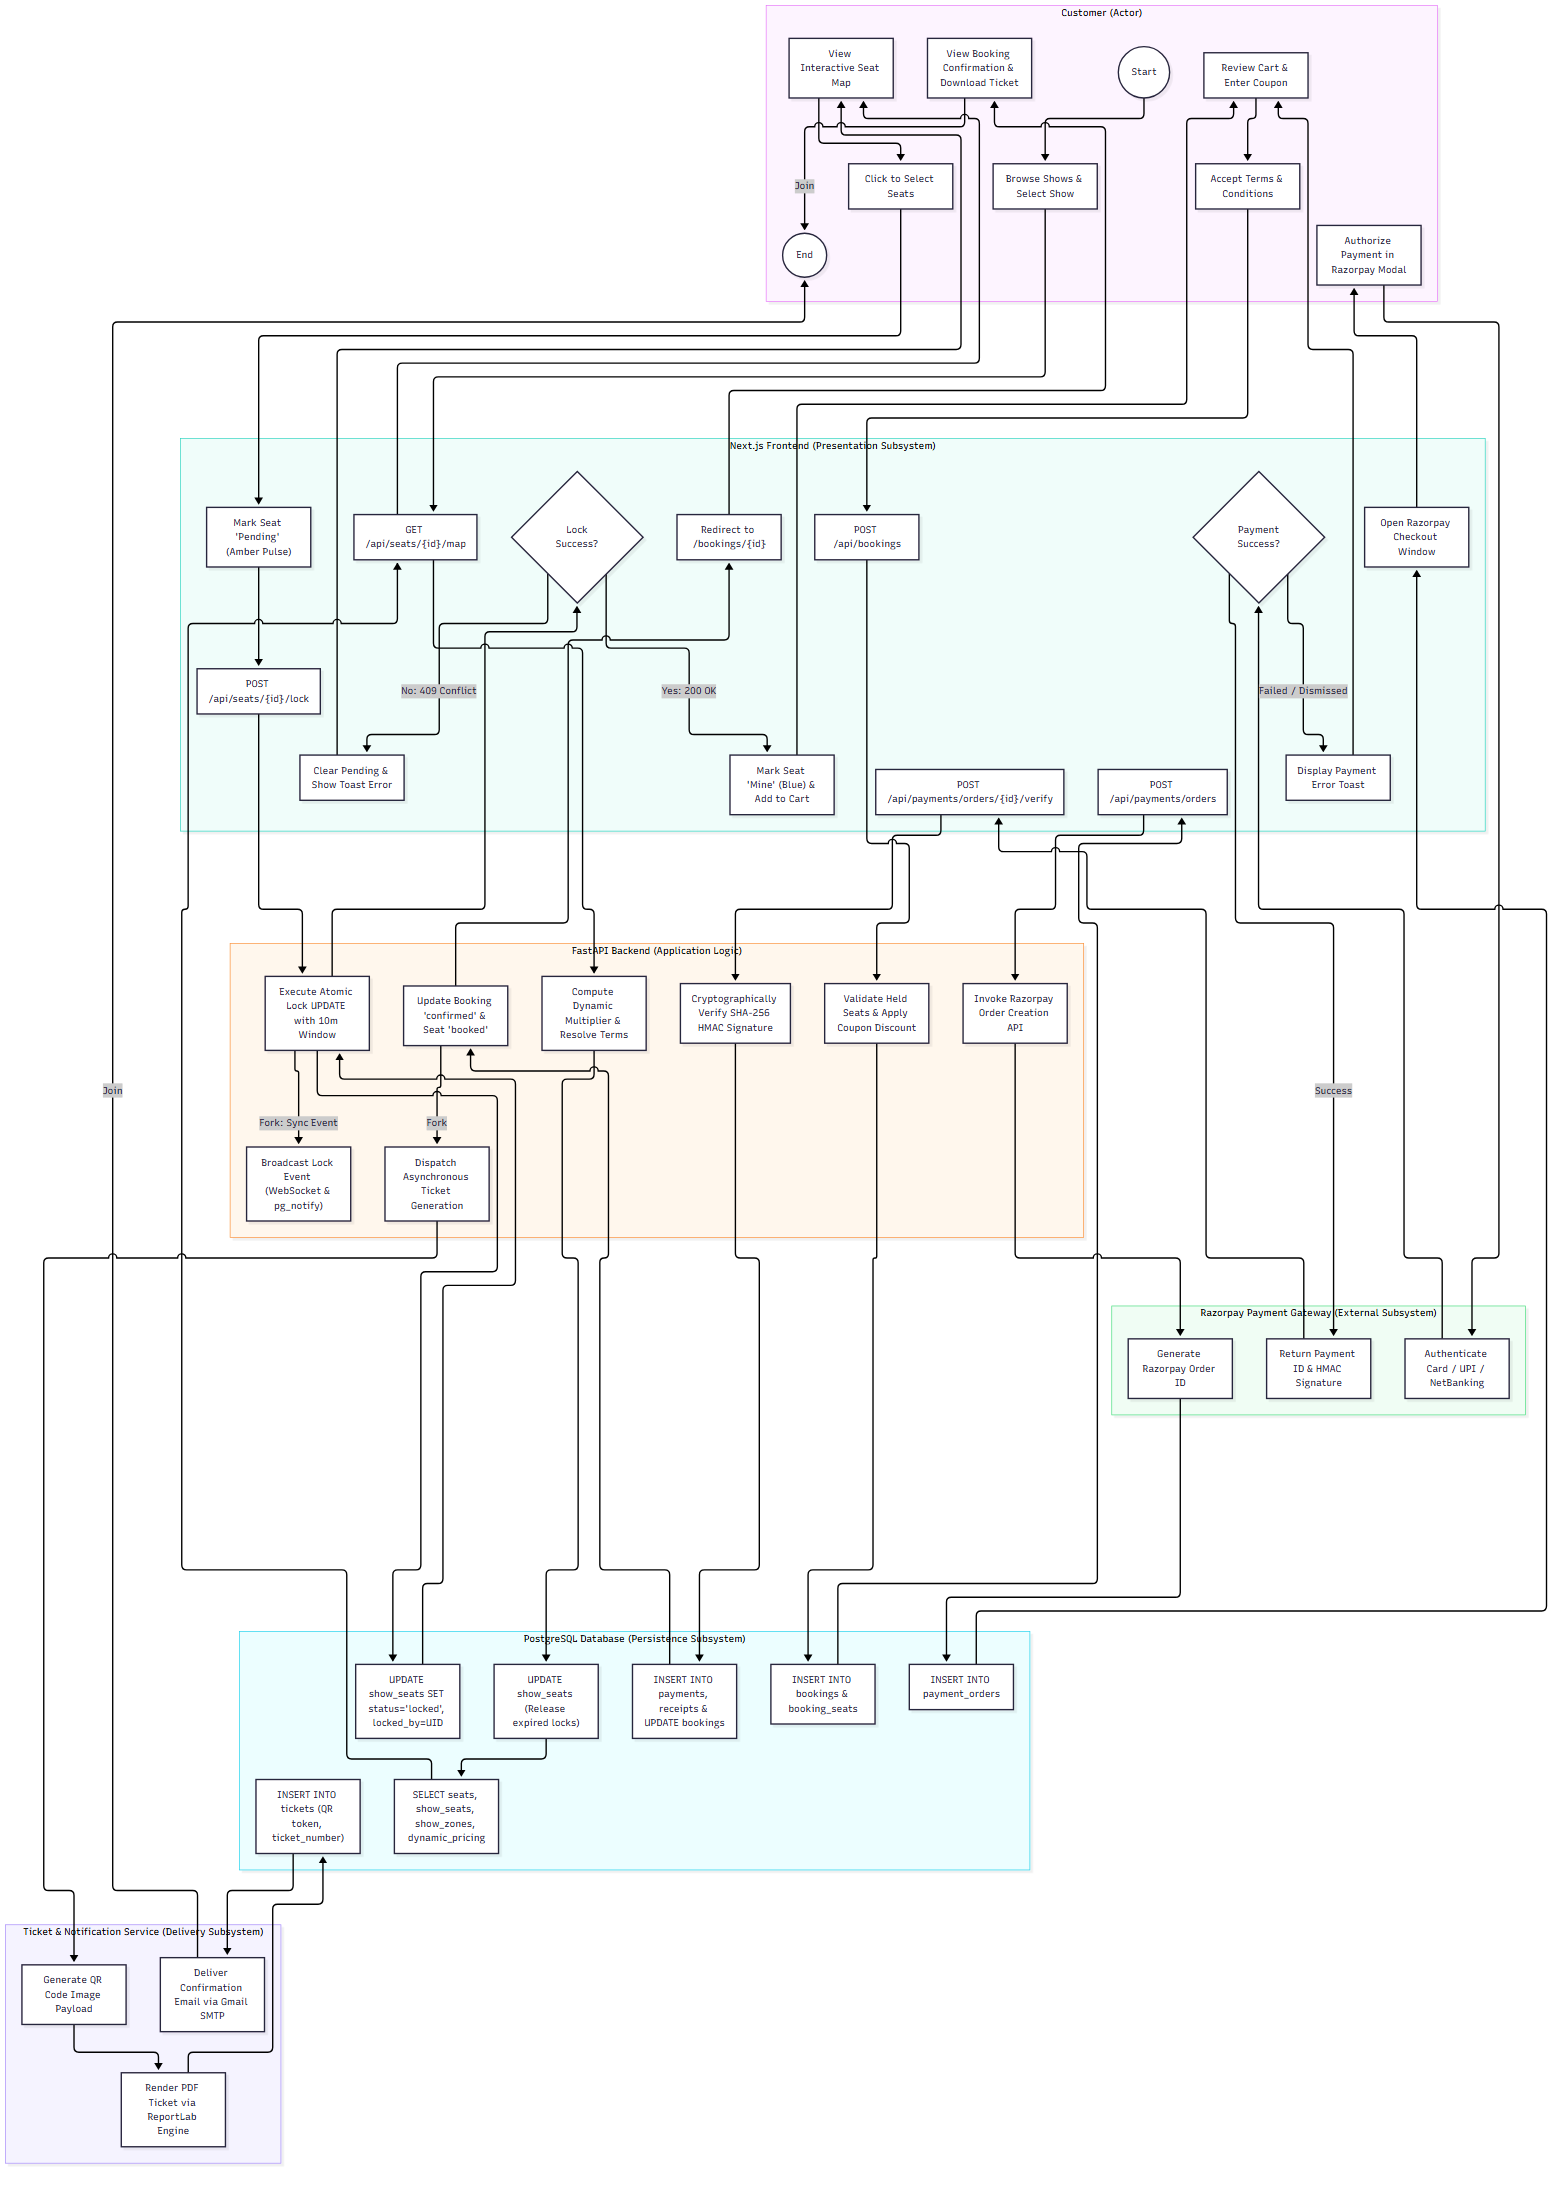 Customer (Actor)
View
Interactive Seat
Map
View Booking
Confirmation &
Download Ticket
Start
Review Cart &
Enter Coupon
Join
Click to Select
Seats
Browse Shows &
Select Show
Accept Terms &
Conditions
End
Authorize
Payment in
Razorpay Modal
Next.js Frontend (Presentation Subsystem)
Mark Seat
'Pending'
(Amber Pulse)
GET
/api/seats/{id}/map
Lock
Success?
Redirect to
/bookings/{id}
POST
/api/bookings
Payment
Success?
Open Razorpay
Checkout
Window
POST
/api/seats/{id}/lock
No: 409 Conflict
Yes: 200 OK
Failed / Dismissed
Clear Pending &
Show Toast Error
Mark Seat
'Mine' (Blue) &
Add to Cart
POST
/api/payments/orders/{id}/verify
POST
/api/payments/orders
Display Payment
Error Toast
FastAPI Backend (Application Logic)
Execute Atomic
Lock UPDATE
with 10m
Window
Update Booking
'confirmed' &
Seat 'booked'
Compute
Dynamic
Multiplier &
Resolve Terms
Cryptographically
Verify SHA-256
HMAC Signature
Validate Held
Seats & Apply
Coupon Discount
Invoke Razorpay
Order Creation
API
Join
Success
Fork: Sync Event
Fork
Broadcast Lock
Event
(WebSocket &
pg_notify)
Dispatch
Asynchronous
Ticket
Generation
Razorpay Payment Gateway (External Subsystem)
Generate
Razorpay Order
ID
Return Payment
ID & HMAC
Signature
Authenticate
Card / UPI /
NetBanking
PostgreSQL Database (Persistence Subsystem)
UPDATE
show_seats SET
status='locked',
locked_by=UID
UPDATE
show_seats
(Release
expired locks)
INSERT INTO
payments,
receipts &
UPDATE bookings
INSERT INTO
bookings &
booking_seats
INSERT INTO
payment_orders
INSERT INTO
tickets (QR
token,
ticket_number)
SELECT seats,
show_seats,
show_zones,
dynamic_pricing
Ticket & Notification Service (Delivery Subsystem)
Generate QR
Code Image
Payload
Deliver
Confirmation
Email via Gmail
SMTP
Render PDF
Ticket via
ReportLab
Engine